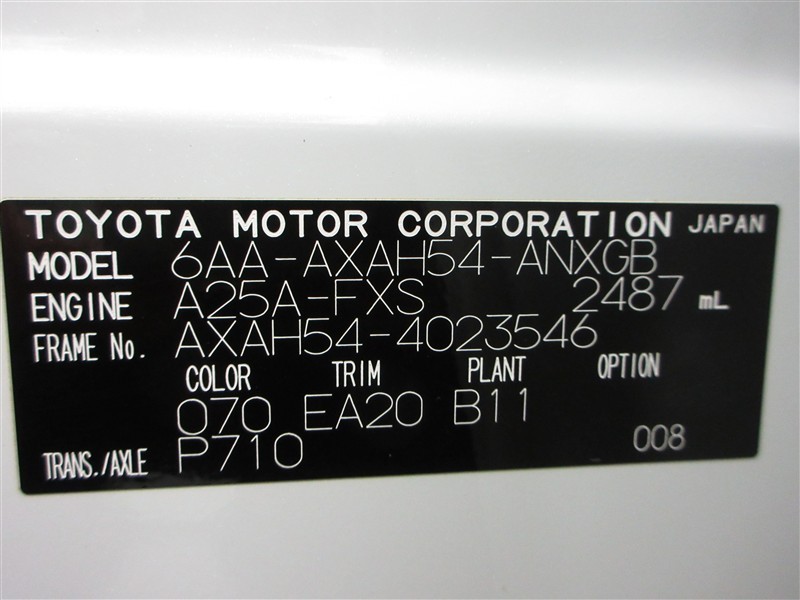 TOYOTA MOTOR CORPORATION JAPAN
MODEL 6AA-AXAH54-ANXGB
ENGINE A25A-FXS 2487 mL
FRAME No. AXAH54-4023546
COLOR TRIM PLANT OPTION
070 EA20 B11
TRANS./AXLE P710 008